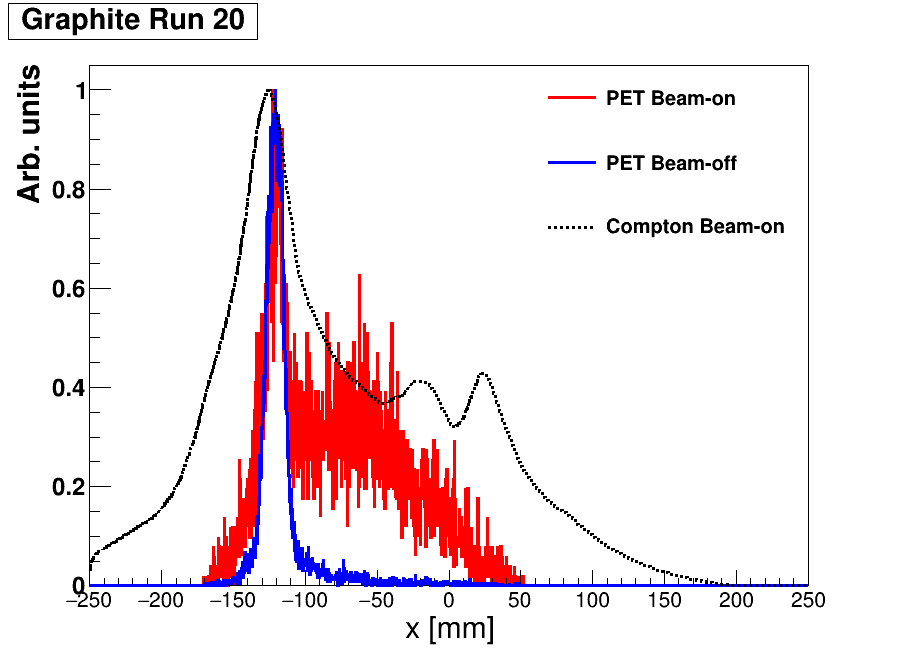 Graphite Run 20
Arb. units
PET Beam-on
PET Beam-off
Compton Beam-on
1
0.8
0.6
0.4
0.2
0
−250 −200 −150 −100 −50 0 50 100 150 200 250
x [mm]